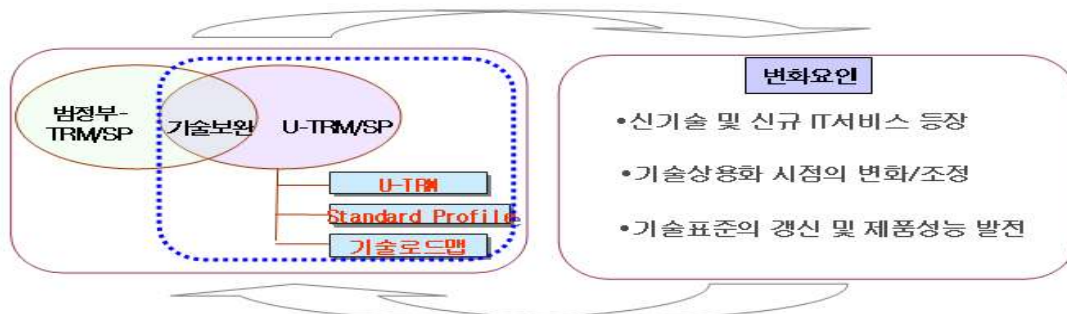 범정부-
TRM/SP
기술보완
U-TRM/SP
U-TRM
Standard Profile
기술로드맵
변화요인
•신기술 및 신규 IT서비스 등장
•기술상용화 시점의 변화/조정
•기술표준의 갱신 및 제품성능 발전